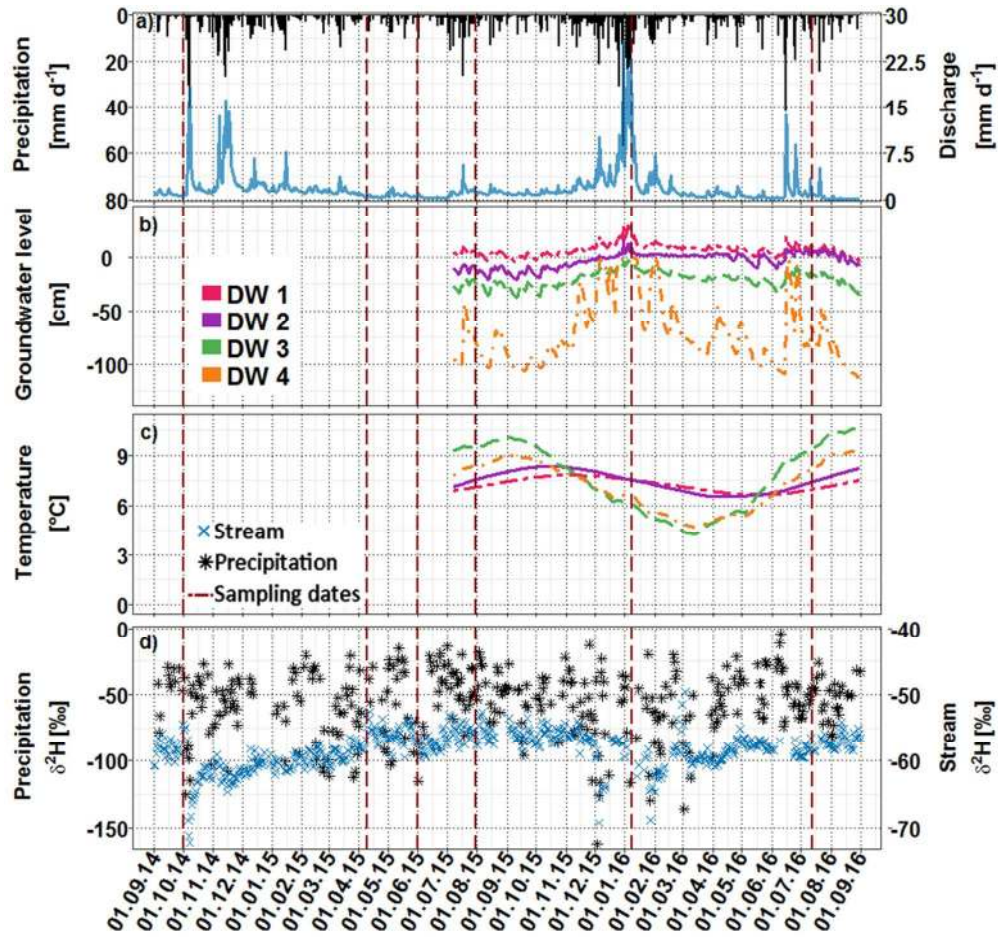 a)
Precipitation
[mm d⁻¹]
0
20
40
60
80
30
22.5
15
7.5
0
Discharge
[mm d⁻¹]
b)
Groundwater level
[cm]
0
-50
-100
DW 1
DW 2
DW 3
DW 4
c)
Temperature
[°C]
9
6
3
0
Stream
Precipitation
Sampling dates
d)
Precipitation
δ²H [‰]
0
-50
-100
-150
-40
-50
-60
-70
Stream
δ²H [‰]
01.09.14
01.10.14
01.11.14
01.12.14
01.01.15
01.02.15
01.03.15
01.04.15
01.05.15
01.06.15
01.07.15
01.08.15
01.09.15
01.10.15
01.11.15
01.12.15
01.01.16
01.02.16
01.03.16
01.04.16
01.05.16
01.06.16
01.07.16
01.08.16
01.09.16